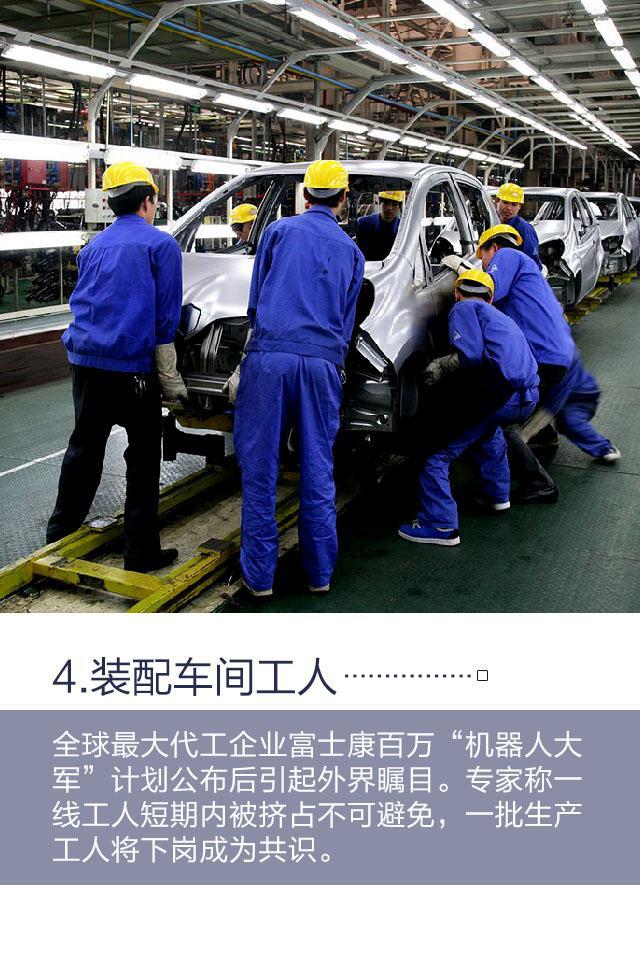 4.装配车间工人
全球最大代工企业富士康百万“机器人大
军”计划公布后引起外界瞩目。专家称一
线工人短期内被挤占不可避免，一批生产
工人将下岗成为共识。